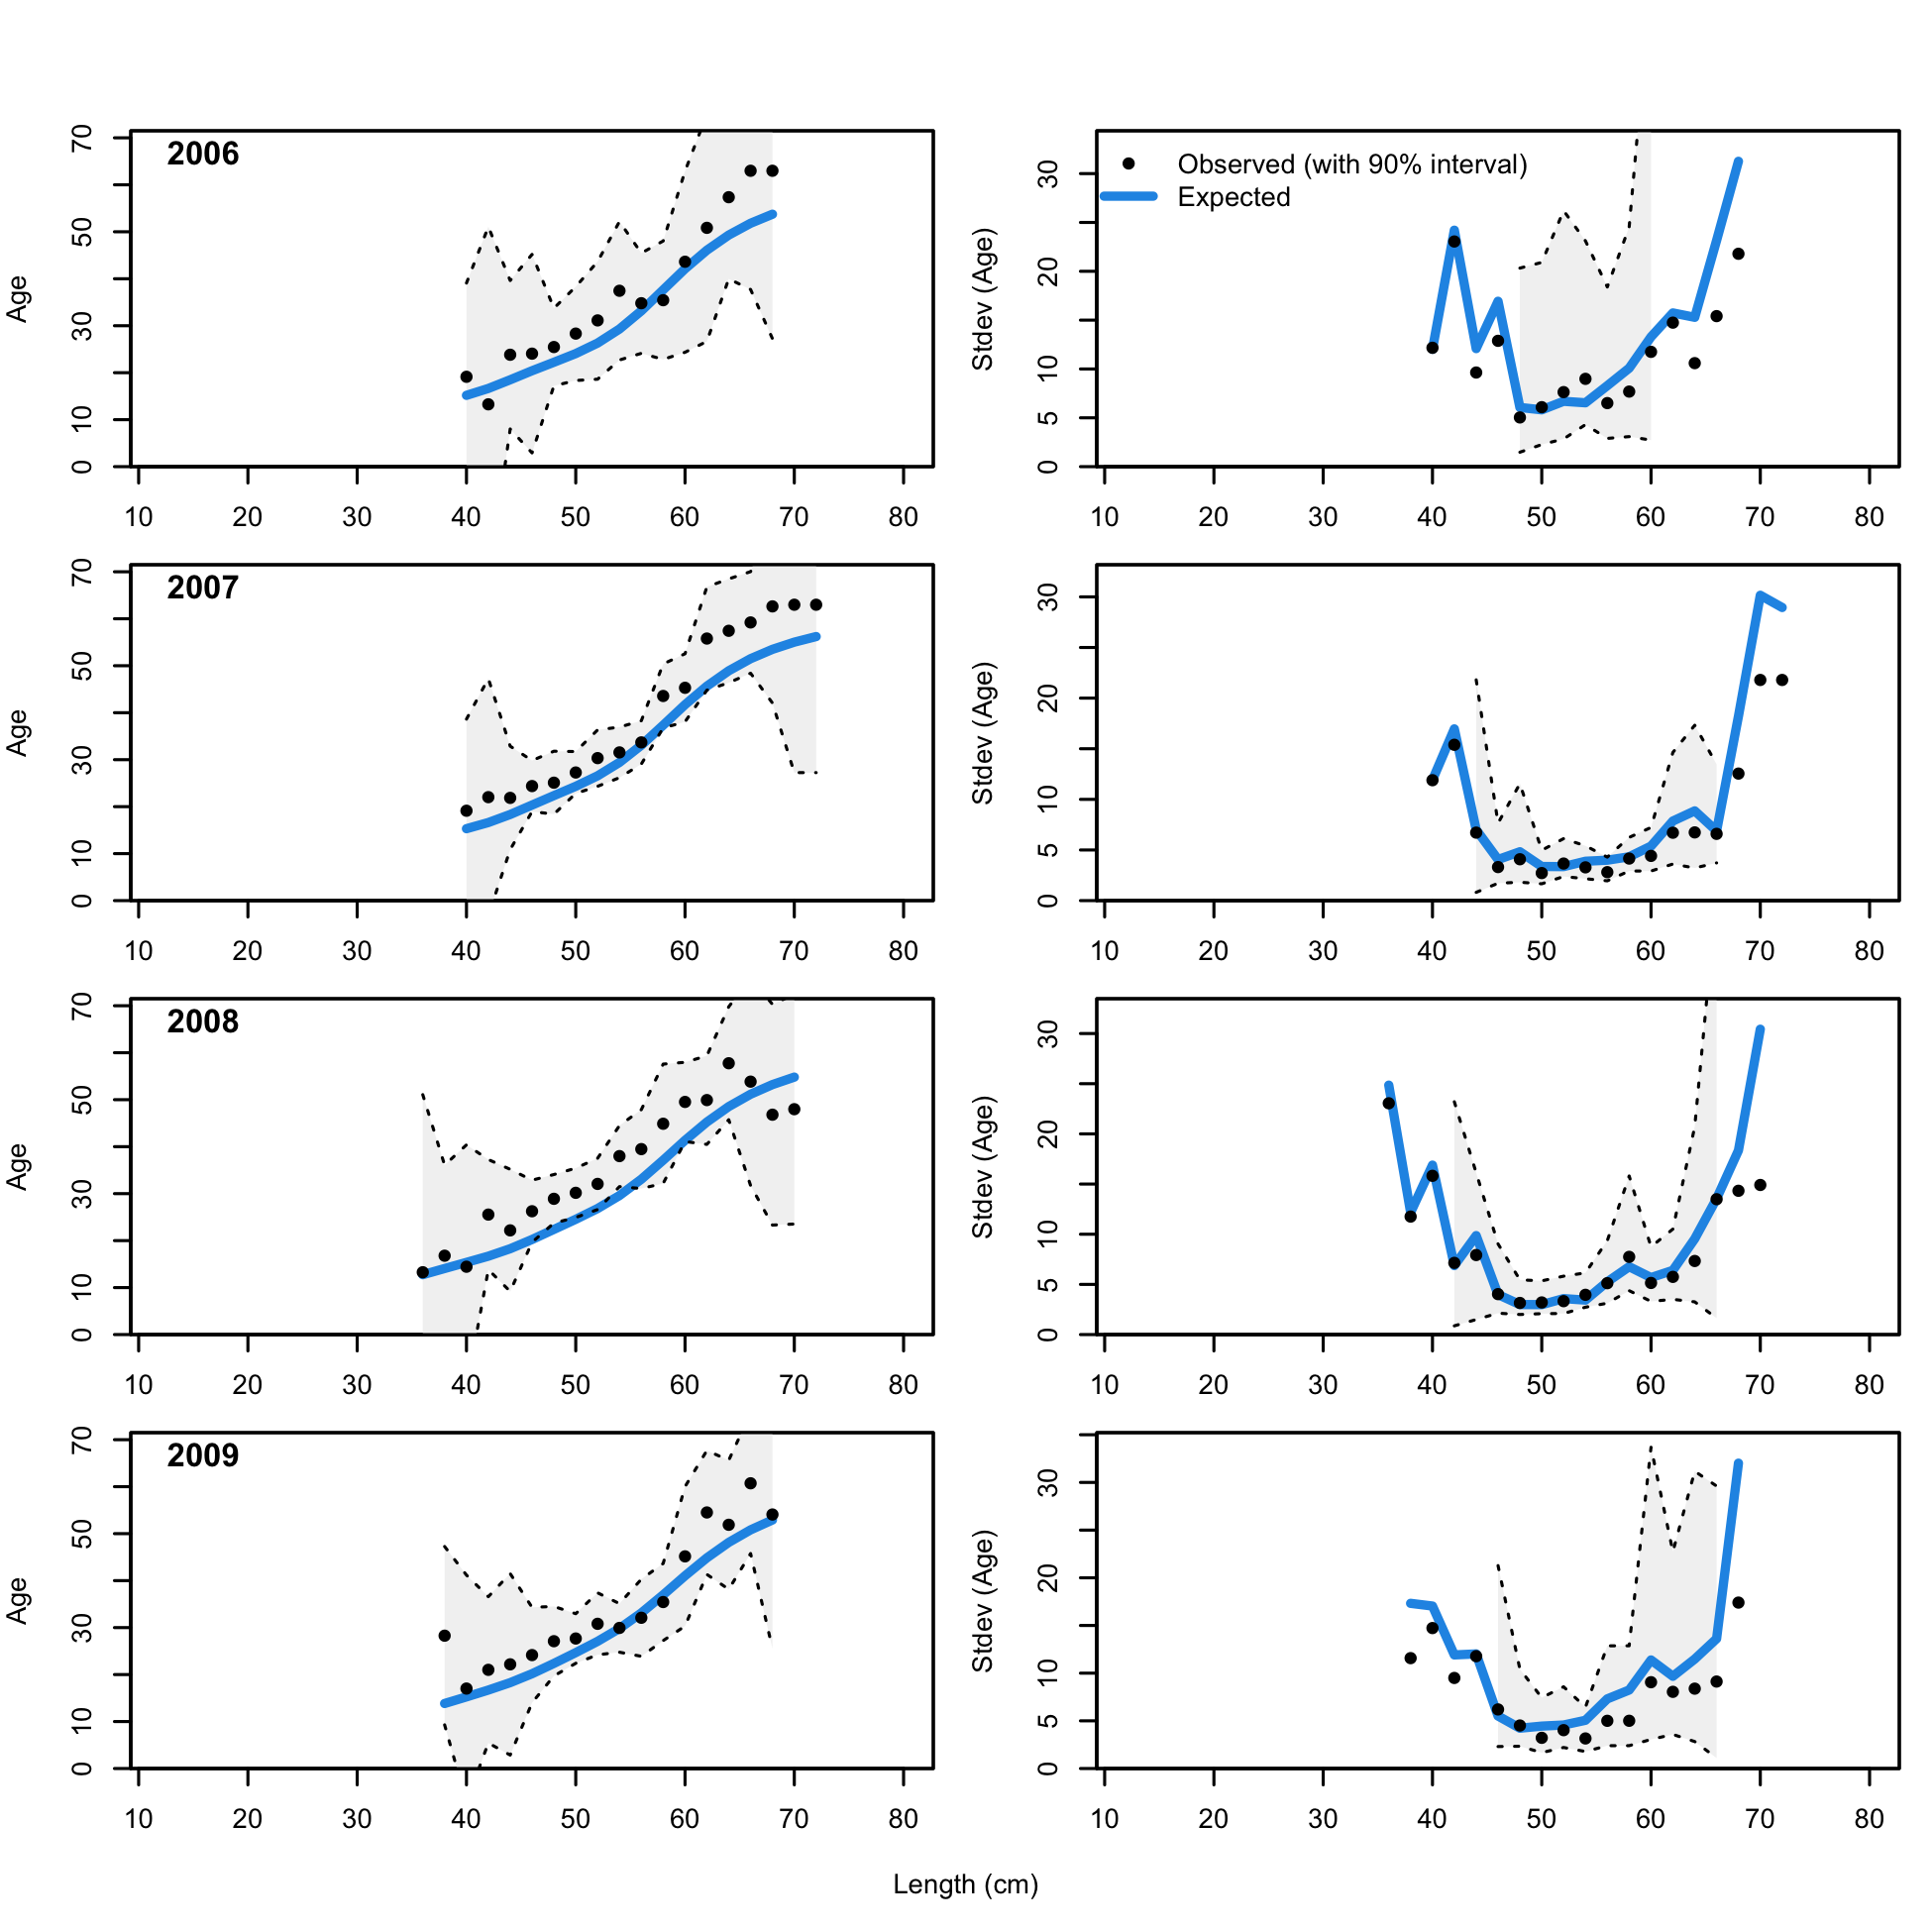 2006
Age
0 10 30 50 70
10 20 30 40 50 60 70 80
Observed (with 90% interval)
Expected
Stdev (Age)
0 5 10 20 30
10 20 30 40 50 60 70 80
2007
Age
0 10 30 50 70
10 20 30 40 50 60 70 80
Stdev (Age)
0 5 10 20 30
10 20 30 40 50 60 70 80
2008
Age
0 10 30 50 70
10 20 30 40 50 60 70 80
Stdev (Age)
0 5 10 20 30
10 20 30 40 50 60 70 80
2009
Age
0 10 30 50 70
10 20 30 40 50 60 70 80
Stdev (Age)
0 5 10 20 30
10 20 30 40 50 60 70 80
Length (cm)